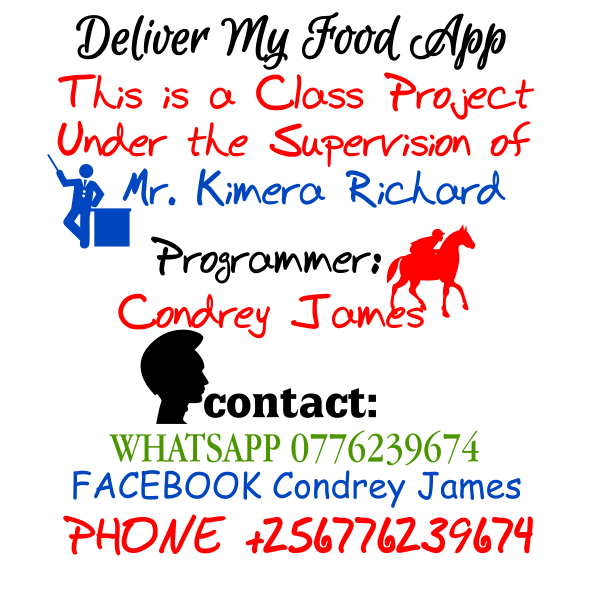 Deliver My Food App
This is a Class Project
Under the Supervision of
Mr. Kimera Richard
Programmer:
Condrey James
contact:
WHATSAPP 0776239674
FACEBOOK Condrey James
PHONE +256776239674